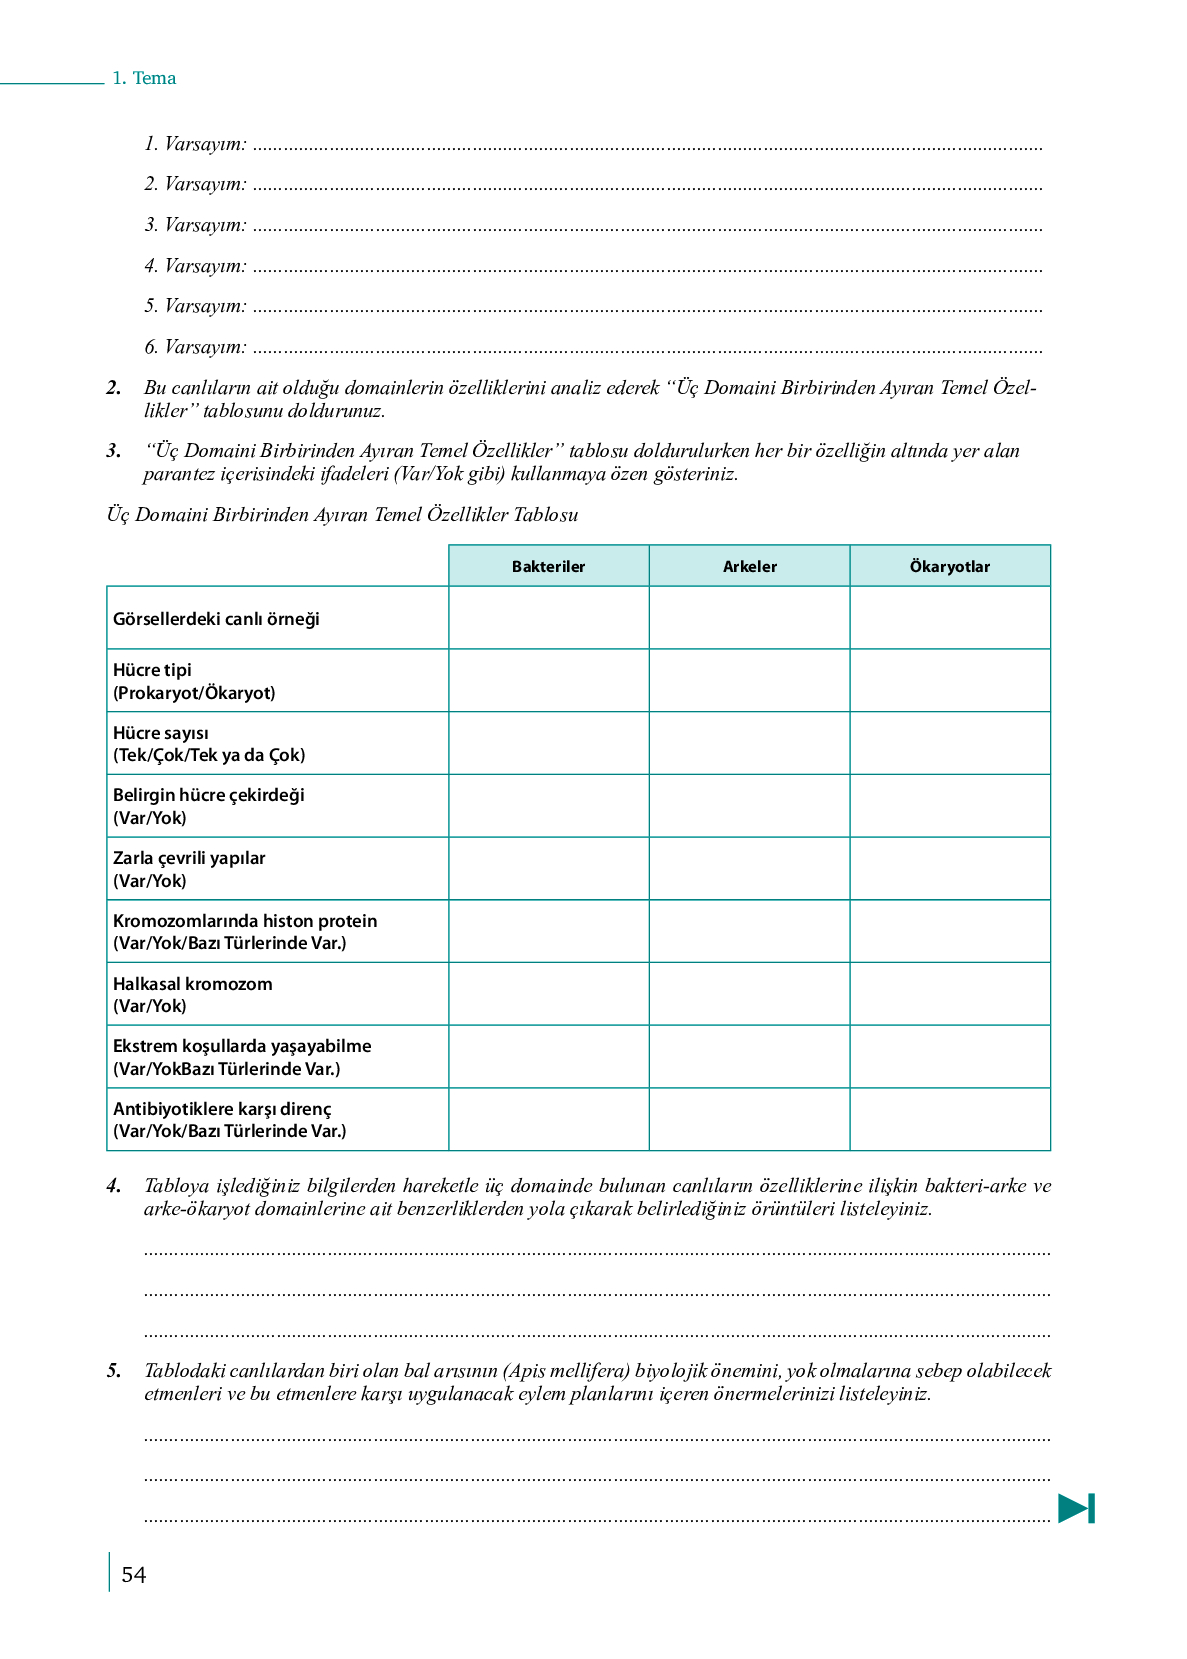 1. Tema
1. Varsayım: ..........................................................................................................................................................
2. Varsayım: ..........................................................................................................................................................
3. Varsayım: ..........................................................................................................................................................
4. Varsayım: ..........................................................................................................................................................
5. Varsayım: ..........................................................................................................................................................
6. Varsayım: ..........................................................................................................................................................
2. Bu canlıların ait olduğu domainlerin özelliklerini analiz ederek “Üç Domaini Birbirinden Ayıran Temel Özel-
likler” tablosunu doldurunuz.
3. “Üç Domaini Birbirinden Ayıran Temel Özellikler” tablosu doldurulurken her bir özelliğin altında yer alan
parantez içerisindeki ifadeleri (Var/Yok gibi) kullanmaya özen gösteriniz.
Üç Domaini Birbirinden Ayıran Temel Özellikler Tablosu
Bakteriler Arkeler Ökaryotlar
Görsellerdeki canlı örneği
Hücre tipi
(Prokaryot/Ökaryot)
Hücre sayısı
(Tek/Çok/Tek ya da Çok)
Belirgin hücre çekirdeği
(Var/Yok)
Zarla çevrili yapılar
(Var/Yok)
Kromozomlarında histon protein
(Var/Yok/Bazı Türlerinde Var.)
Halkasal kromozom
(Var/Yok)
Ekstrem koşullarda yaşayabilme
(Var/YokBazı Türlerinde Var.)
Antibiyotiklere karşı direnç
(Var/Yok/Bazı Türlerinde Var.)
4. Tabloya işlediğiniz bilgilerden hareketle üç domainde bulunan canlıların özelliklerine ilişkin bakteri-arke ve
arke-ökaryot domainlerine ait benzerliklerden yola çıkarak belirlediğiniz örüntüleri listeleyiniz.
..................................................................................................................................................................................
..................................................................................................................................................................................
..................................................................................................................................................................................
5. Tablodaki canlılardan biri olan bal arısının (Apis mellifera) biyolojik önemini, yok olmalarına sebep olabilecek
etmenleri ve bu etmenlere karşı uygulanacak eylem planlarını içeren önermelerinizi listeleyiniz.
..................................................................................................................................................................................
..................................................................................................................................................................................
..................................................................................................................................................................................
54